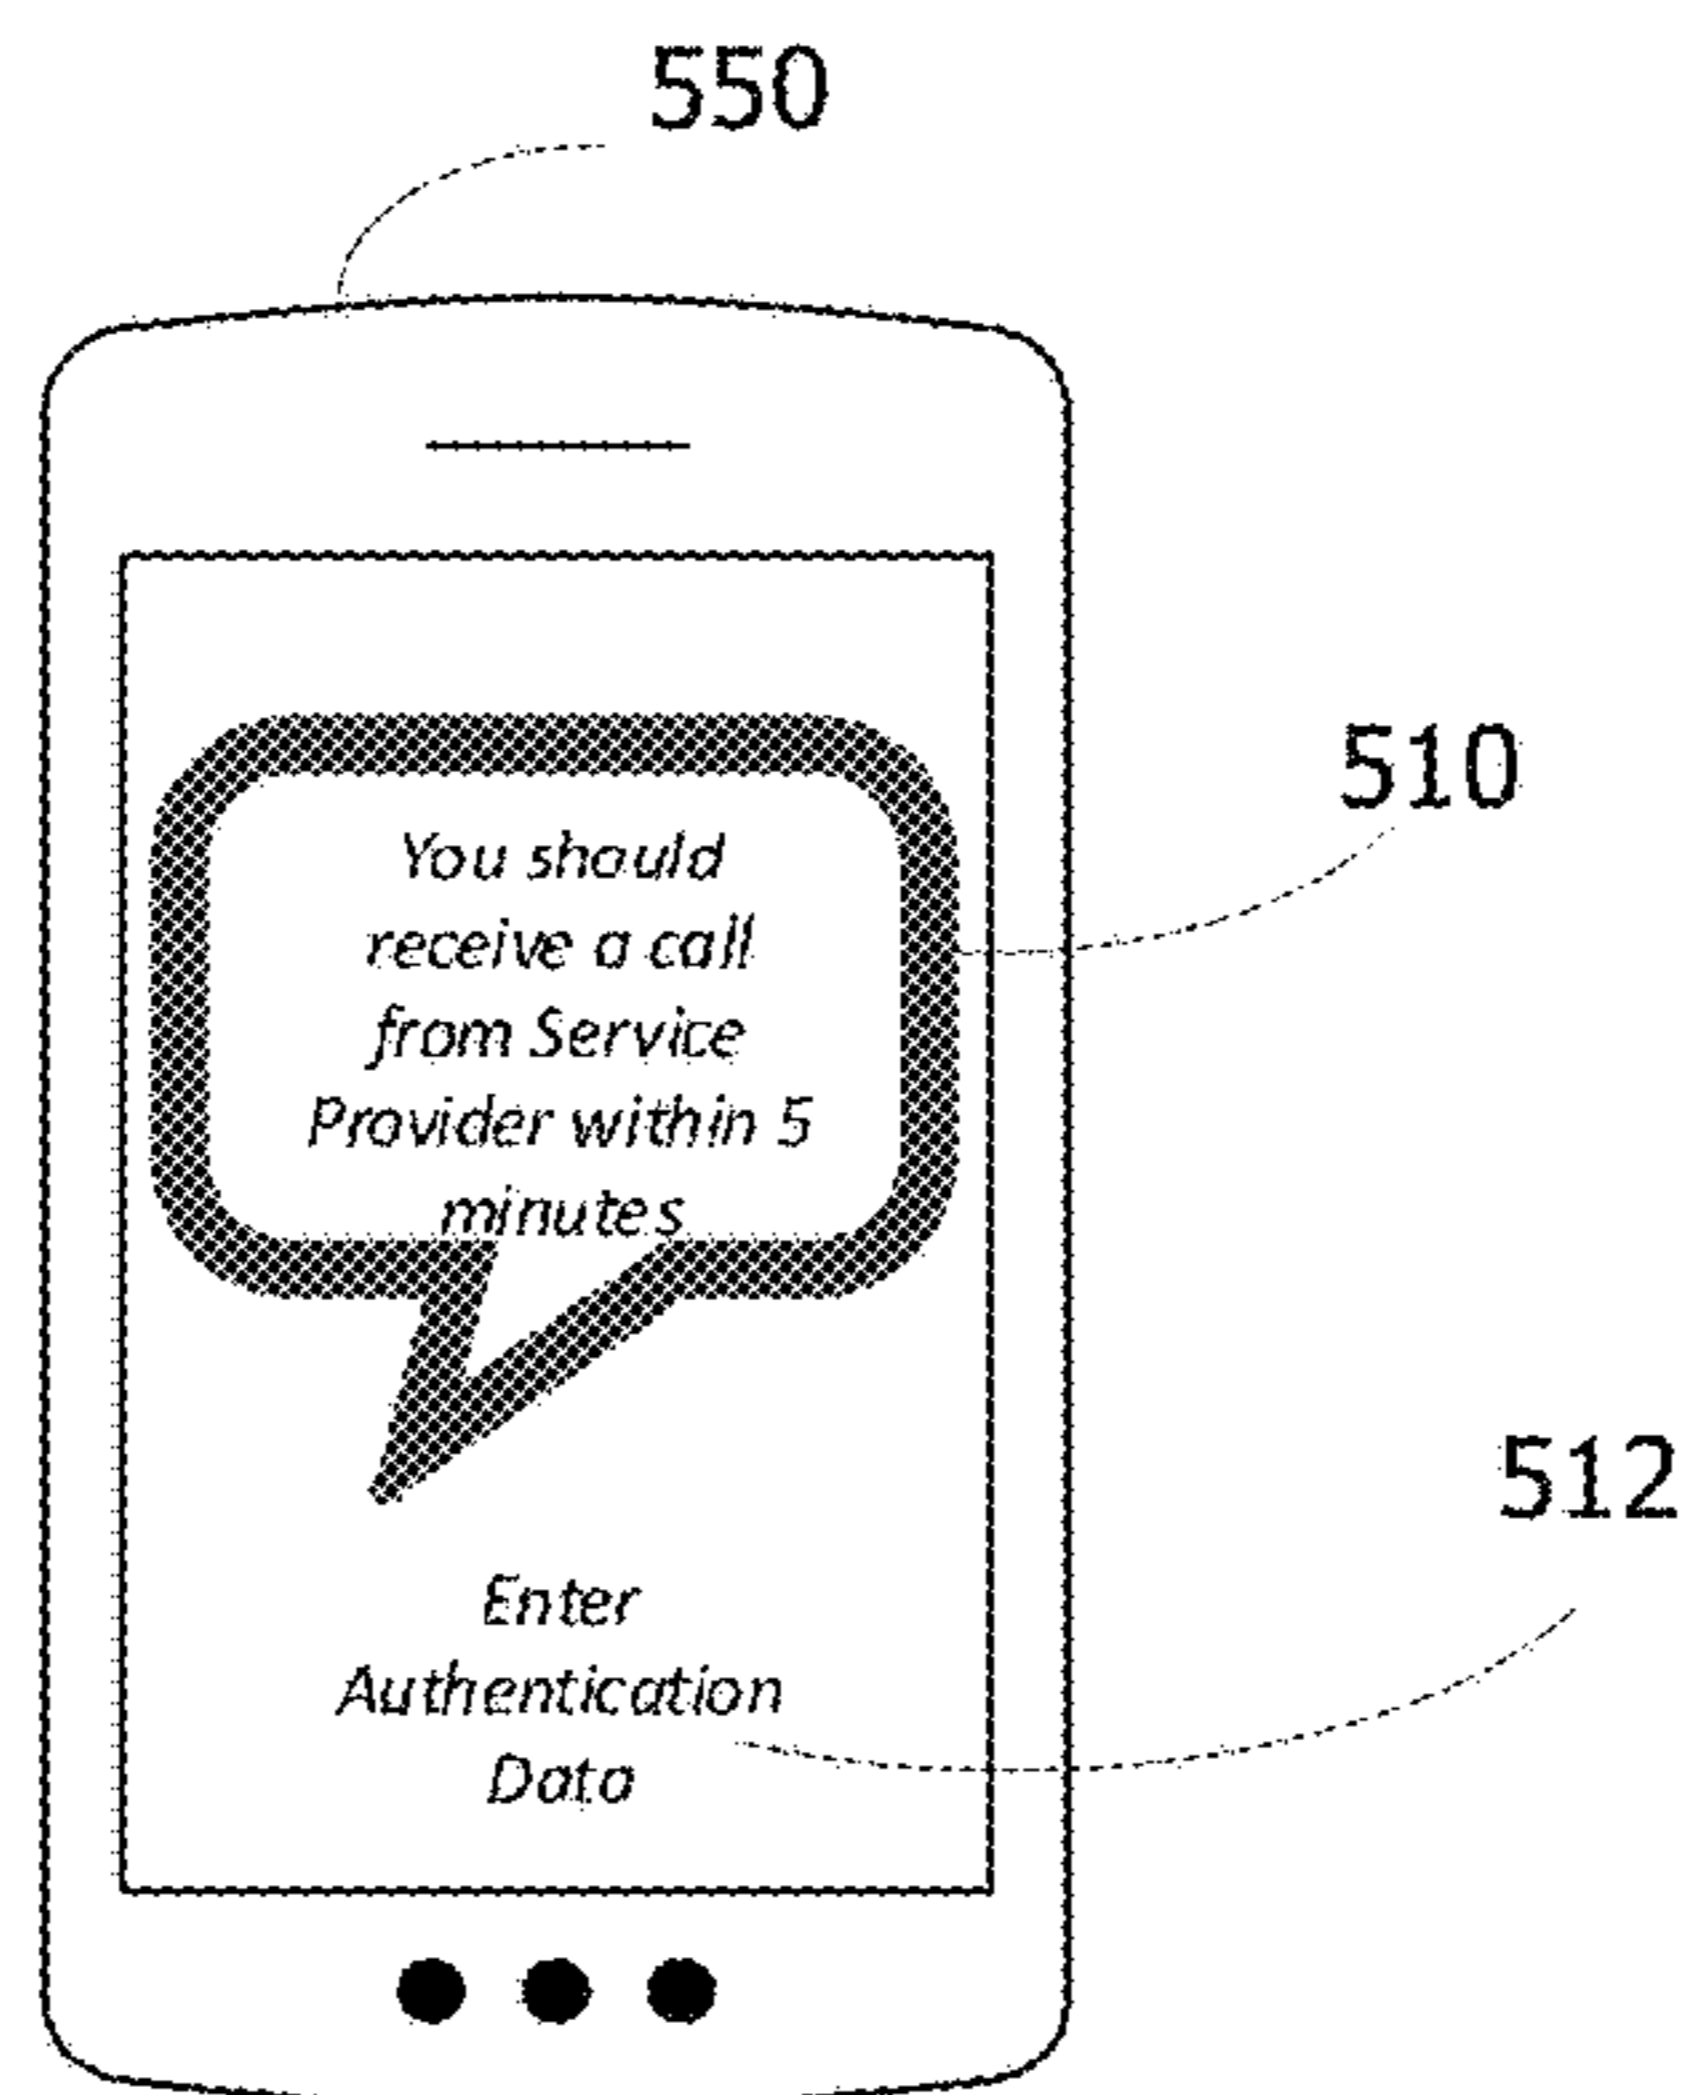 550
You should
receive a call
from Service
Provider within 5
minutes
510
512
Enter
Authentication
Data